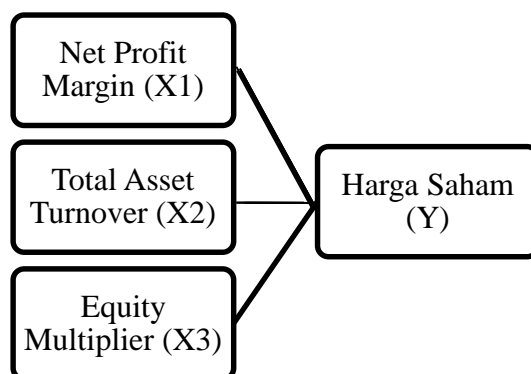 Net Profit
Margin (X1)
Total Asset
Turnover (X2)
Harga Saham
(Y)
Equity
Multiplier (X3)